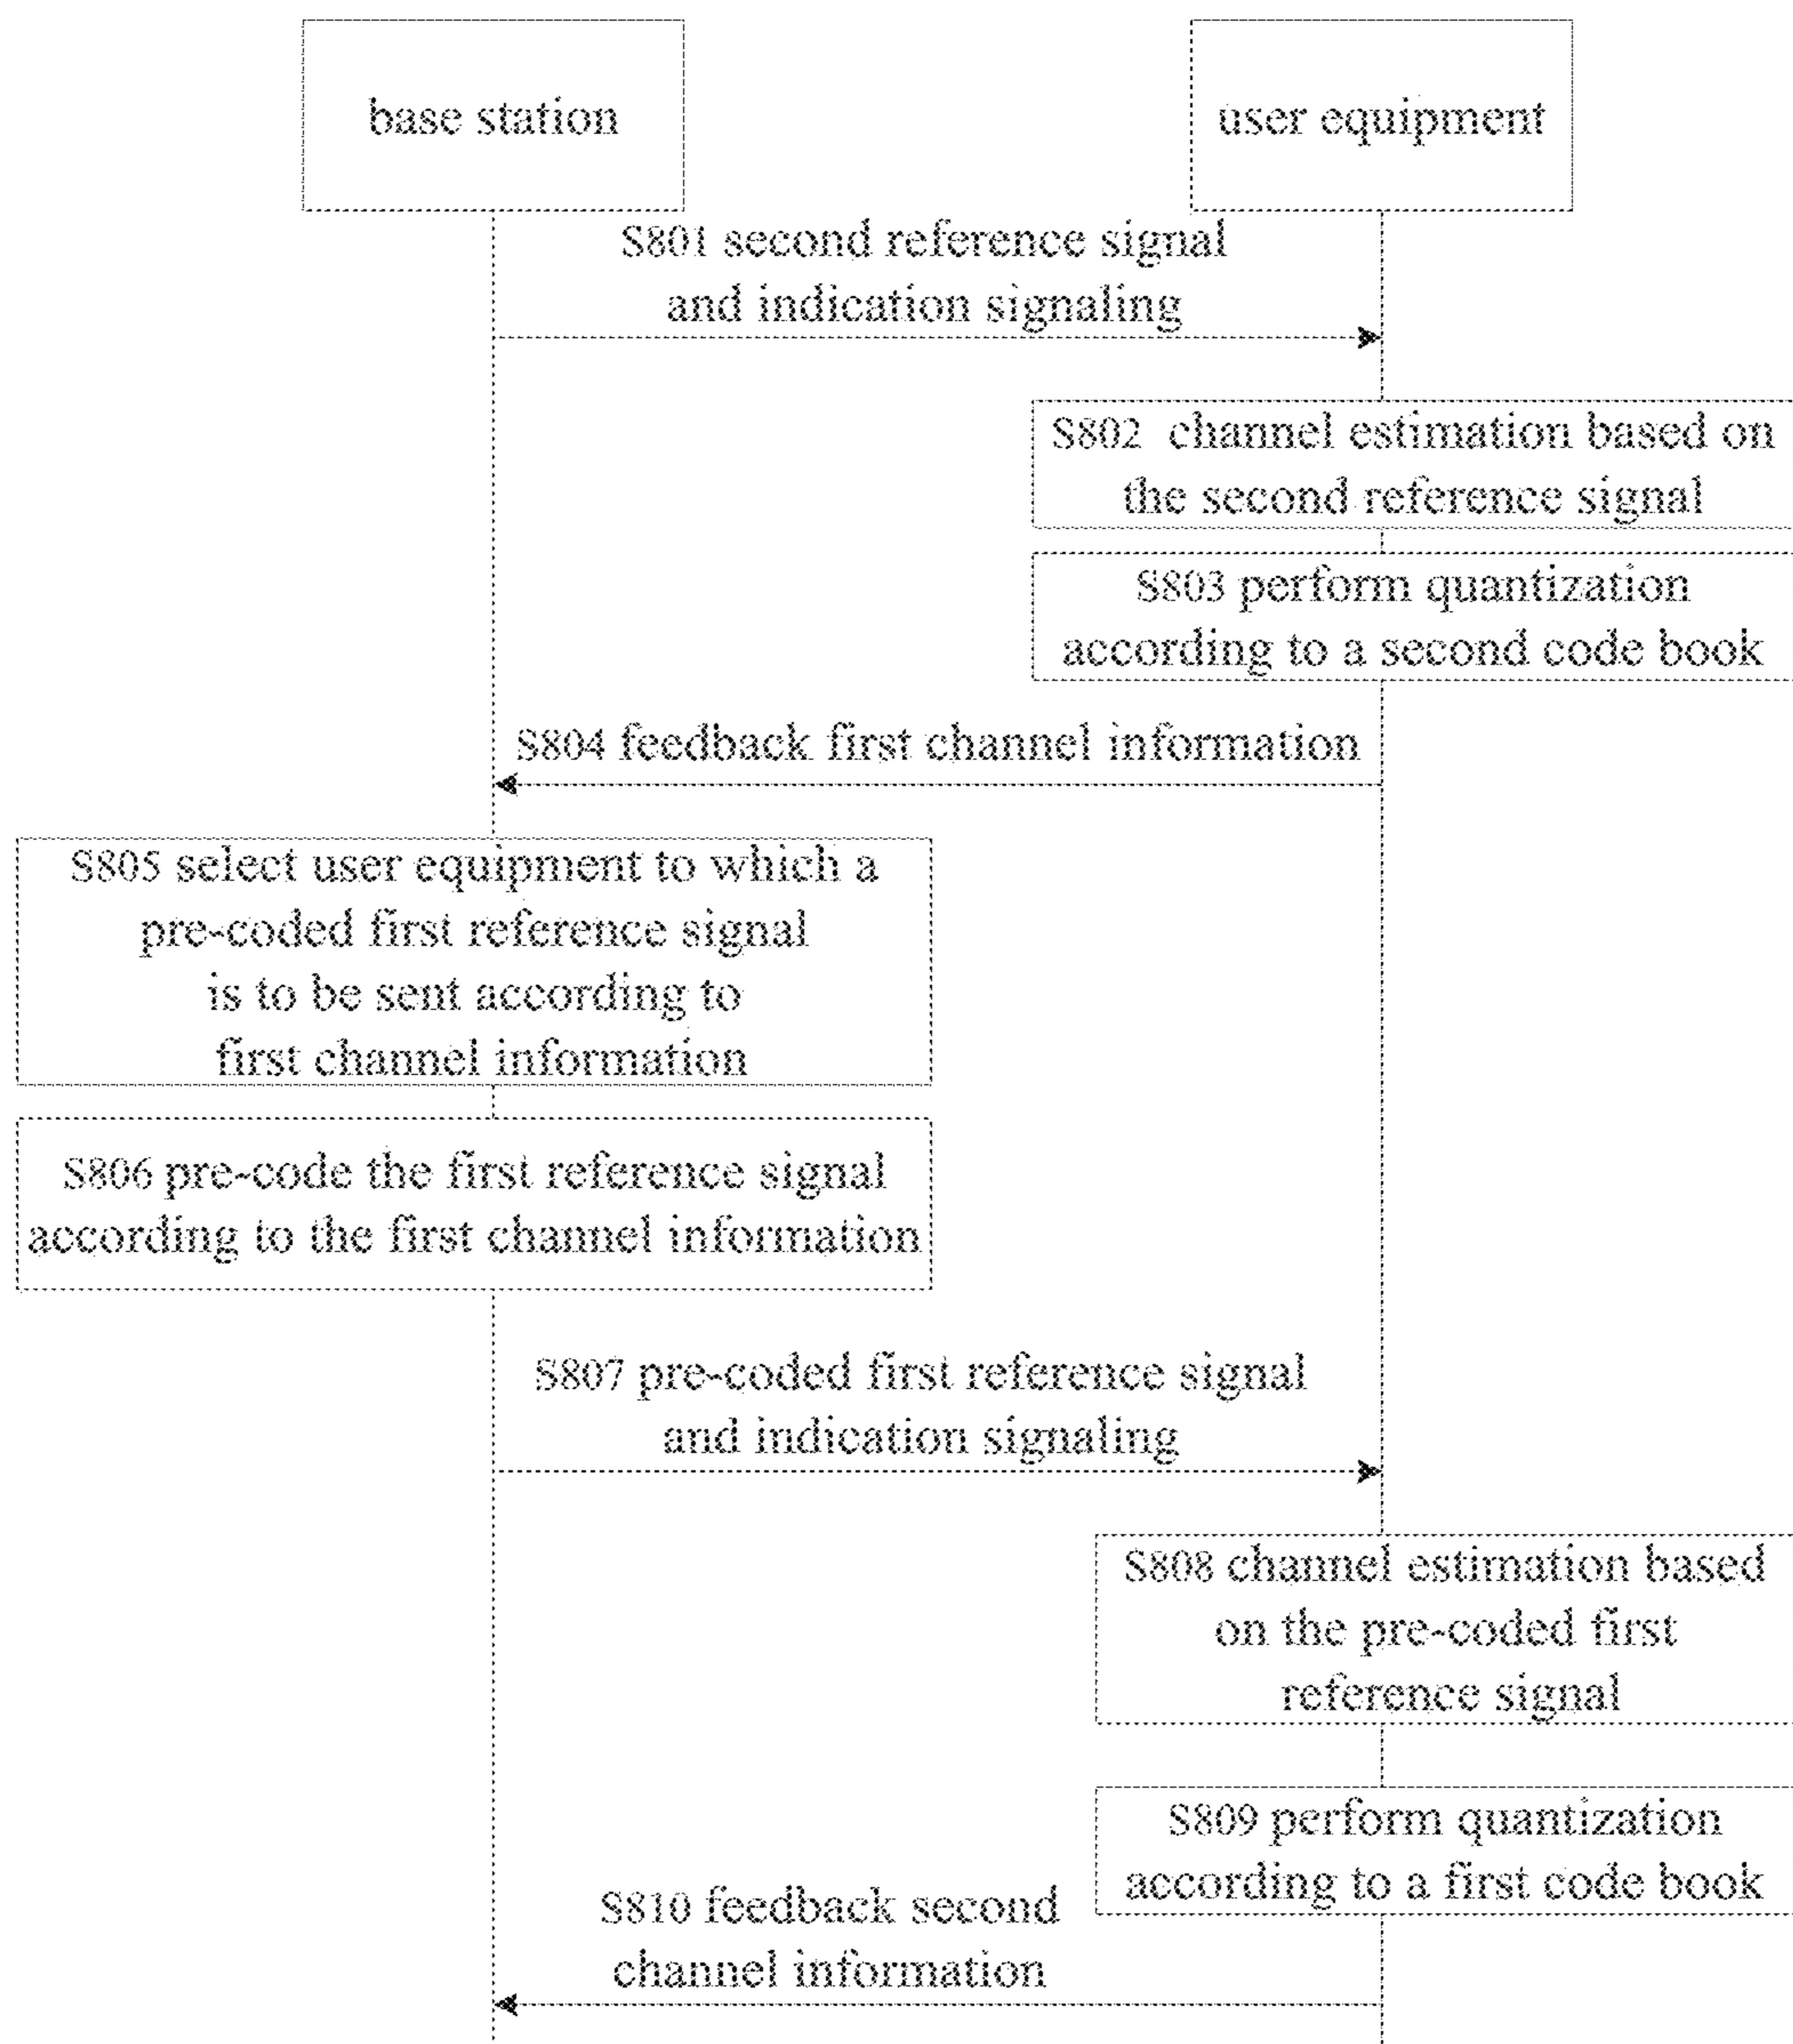 base station
user equipment
S801 second reference signal
and indication signaling
S802 channel estimation based on
the second reference signal
S803 perform quantization
according to a second code book
S804 feedback first channel information
S805 select user equipment to which a
pre-coded first reference signal
is to be sent according to
first channel information
S806 pre-code the first reference signal
according to the first channel information
S807 pre-coded first reference signal
and indication signaling
S808 channel estimation based
on the pre-coded first
reference signal
S809 perform quantization
according to a first code book
S810 feedback second
channel information